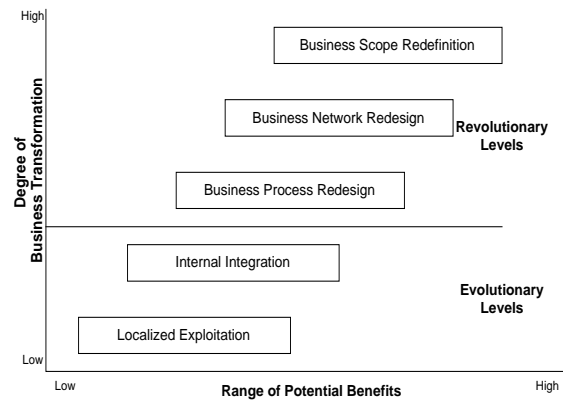 High
Business Scope Redefinition
Business Network Redesign
Revolutionary
Levels
Degree of
Business Transformation
Business Process Redesign
Internal Integration
Evolutionary
Levels
Localized Exploitation
Low
Low
Range of Potential Benefits
High